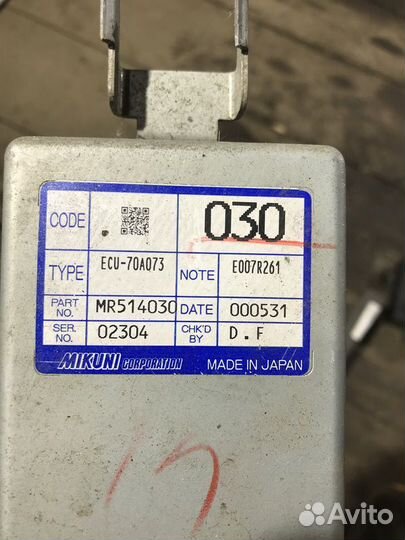 CODE 030
TYPE ECU-70A073 NOTE E007R261
PART NO. MR514030 DATE 000531
SER. NO. 02304 CHK'D BY D.F
MIKUNI CORPORATION MADE IN JAPAN
Avito